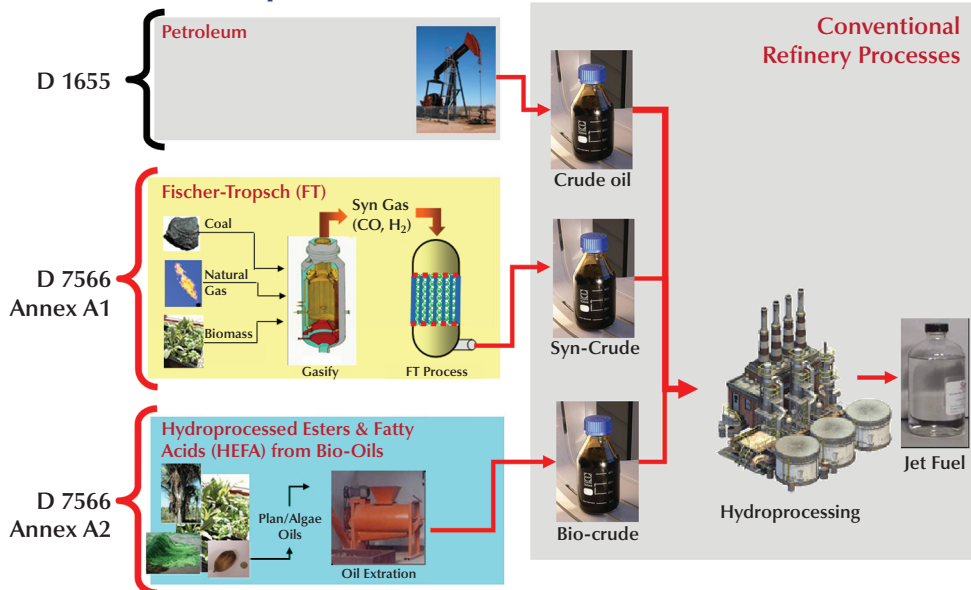 Petroleum
D 1655
Conventional
Refinery Processes
Crude oil
Fischer-Tropsch (FT)
Coal
Natural
Gas
Biomass
Syn Gas
(CO, H₂)
D 7566
Annex A1
Gasify
FT Process
Syn-Crude
Hydroprocessed Esters & Fatty
Acids (HEFA) from Bio-Oils
D 7566
Annex A2
Plan/Algae
Oils
Oil Extration
Bio-crude
Hydroprocessing
Jet Fuel